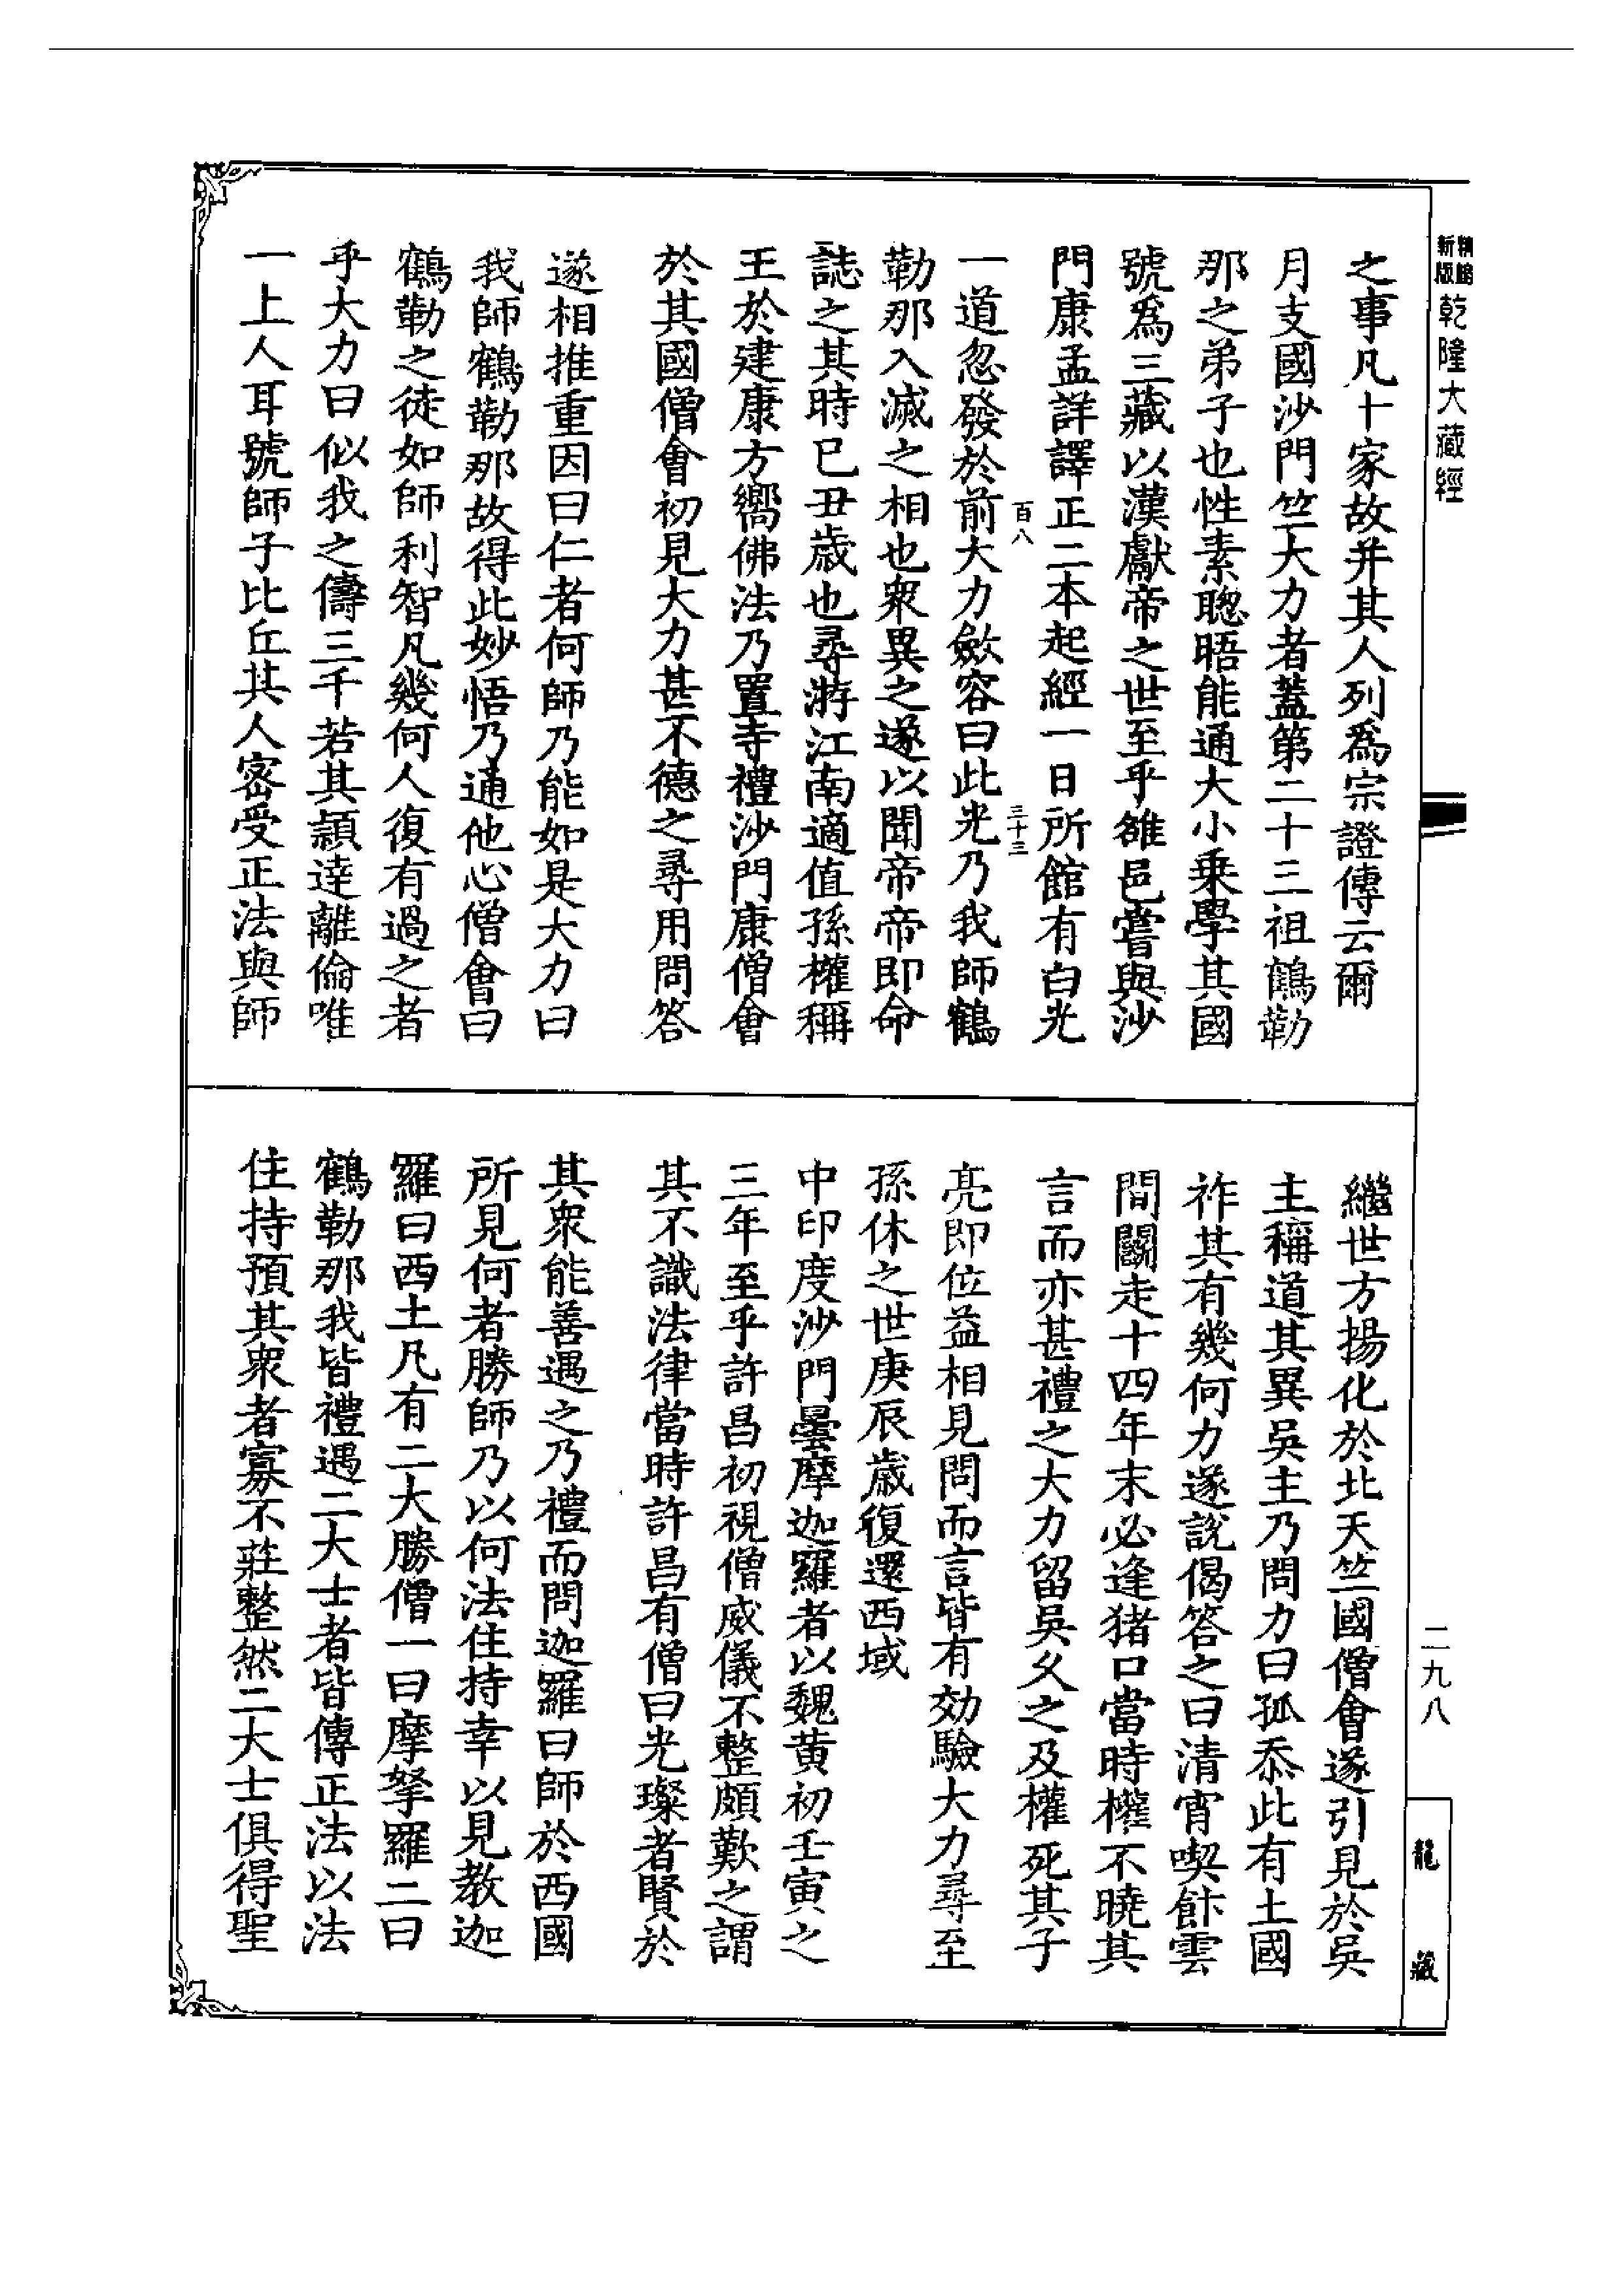 精縮新版 乾隆大藏經
之事凡十家故并其人列爲宗證傳云爾
月支國沙門竺大力者蓋第二十三祖鶴勒
那之弟子也性素聰晤能通大小乗學其國
號爲三藏以漢獻帝之世至乎雒邑嘗與沙
門康孟詳譯正二本起經一日所館有白光
百八 三十三
一道忽發於前大力斂容曰此光乃我師鶴
勒那入滅之相也衆異之遂以聞帝帝即命
誌之其時已丑歲也尋游江南適值孫權稱
王於建康方嚮佛法乃置寺禮沙門康僧會
於其國僧會初見大力甚不德之尋用問答
遂相推重因曰仁者何師乃能如是大力曰
我師鶴勒那故得此妙悟乃通他心僧會曰
鶴勒之徒如師利智凡幾何人復有過之者
乎大力曰似我之儔三千若其頴達離倫唯
一上人耳號師子比丘其人密受正法與師
繼世方揚化於北天竺國僧會遂引見於吳
主稱道其異吳主乃問力曰孤忝此有土國
祚其有幾何力遂説偈答之曰清宵喫飰雲
間闞走十四年末必逢猪口當時權不曉其
言而亦甚禮之大力留吳久之及權死其子
亮即位益相見問而言皆有効驗大力尋至
孫休之世庚辰歲復還西域
中印度沙門曇摩迦羅者以魏黄初壬寅之
三年至乎許昌初視僧威儀不整頗歎之謂
其不識法律當時許昌有僧曰光璨者賢於
其衆能善遇之乃禮而問迦羅曰師於西國
所見何者勝師乃以何法住持幸以見教迦
羅曰西土凡有二大勝僧一曰摩拏羅二曰
鶴勒那我皆禮遇二大士者皆傳正法以法
住持預其衆者寡不莊整然二大士俱得聖
二九八
龍藏